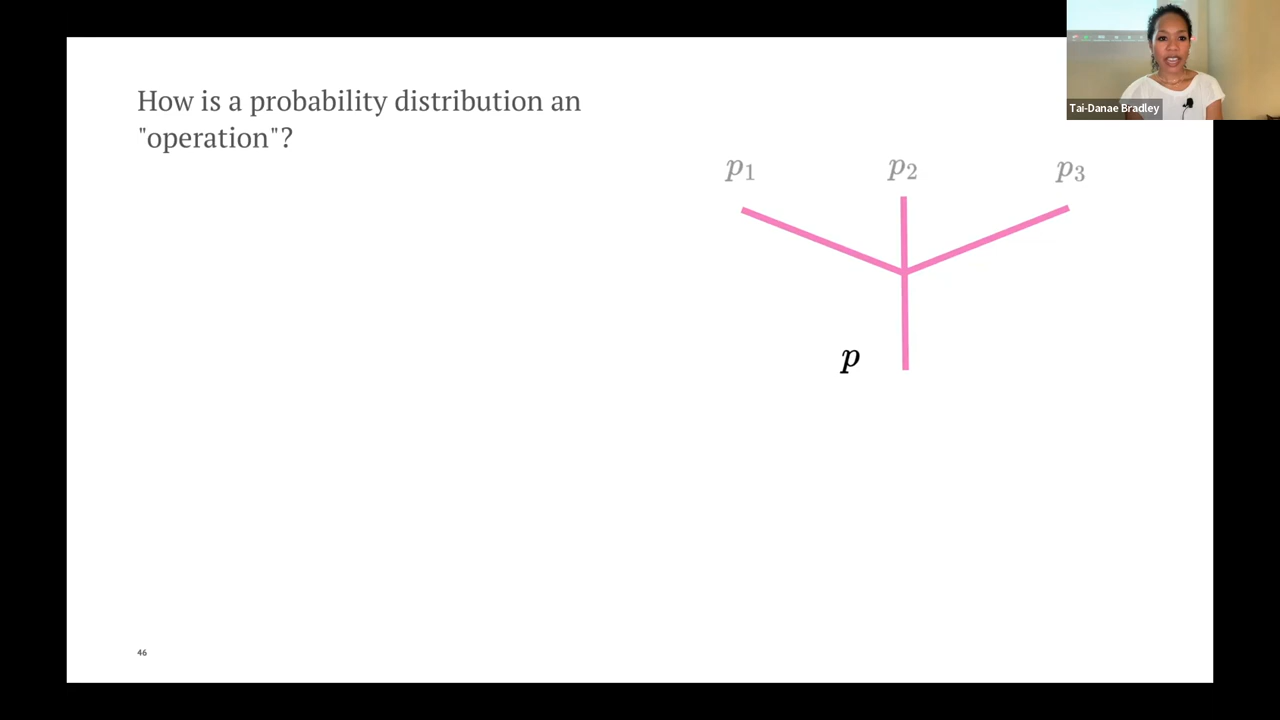 Tai-Danae Bradley
How is a probability distribution an
"operation"?
p₁ p₂ p₃
p
46